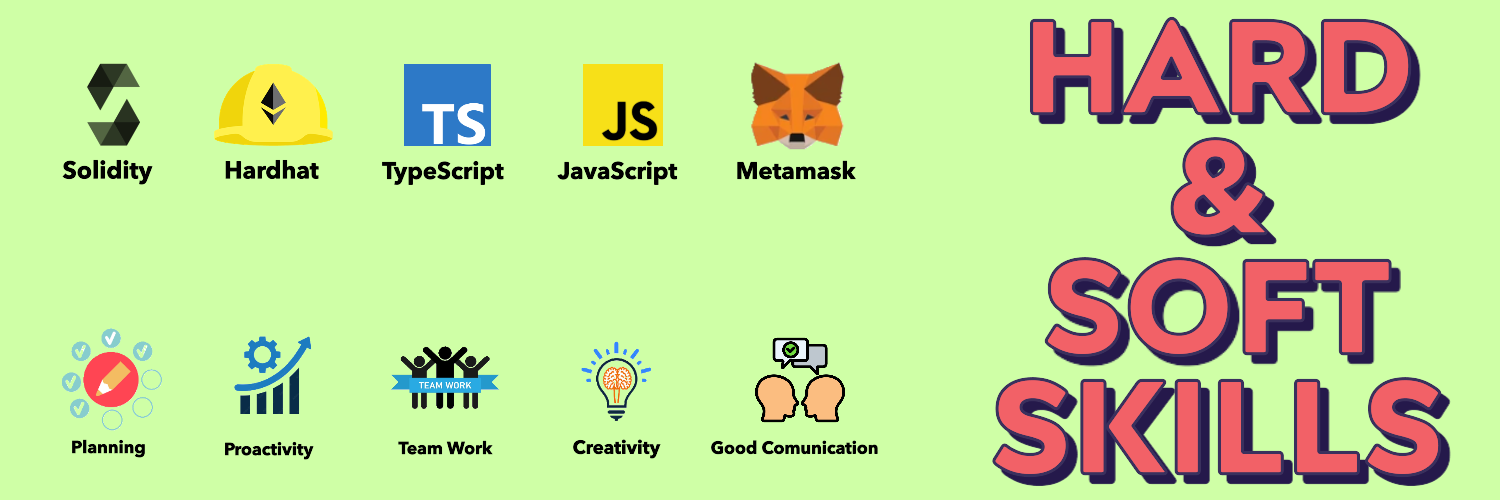 TS
JS
Solidity
Hardhat
TypeScript
JavaScript
Metamask
TEAM WORK
Planning
Proactivity
Team Work
Creativity
Good Comunication
HARD
&
SOFT
SKILLS